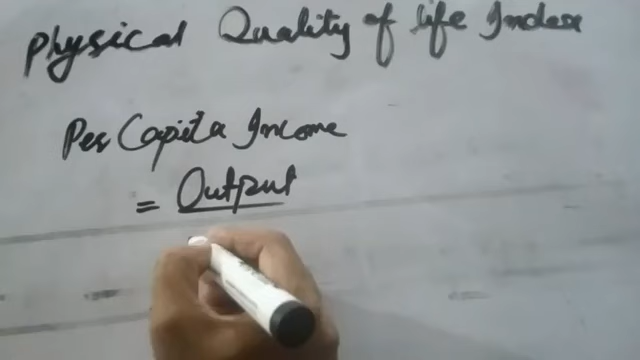 Physical Quality of life Index
Per Capita Income
= Output